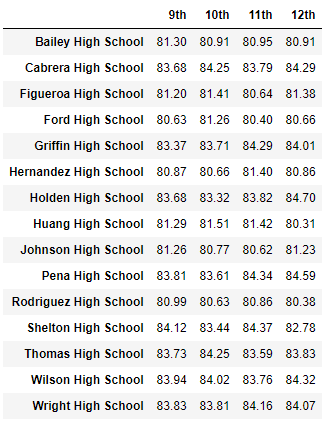 9th 10th 11th 12th
Bailey High School 81.30 80.91 80.95 80.91
Cabrera High School 83.68 84.25 83.79 84.29
Figueroa High School 81.20 81.41 80.64 81.38
Ford High School 80.63 81.26 80.40 80.66
Griffin High School 83.37 83.71 84.29 84.01
Hernandez High School 80.87 80.66 81.40 80.86
Holden High School 83.68 83.32 83.82 84.70
Huang High School 81.29 81.51 81.42 80.31
Johnson High School 81.26 80.77 80.62 81.23
Pena High School 83.81 83.61 84.34 84.59
Rodriguez High School 80.99 80.63 80.86 80.38
Shelton High School 84.12 83.44 84.37 82.78
Thomas High School 83.73 84.25 83.59 83.83
Wilson High School 83.94 84.02 83.76 84.32
Wright High School 83.83 83.81 84.16 84.07